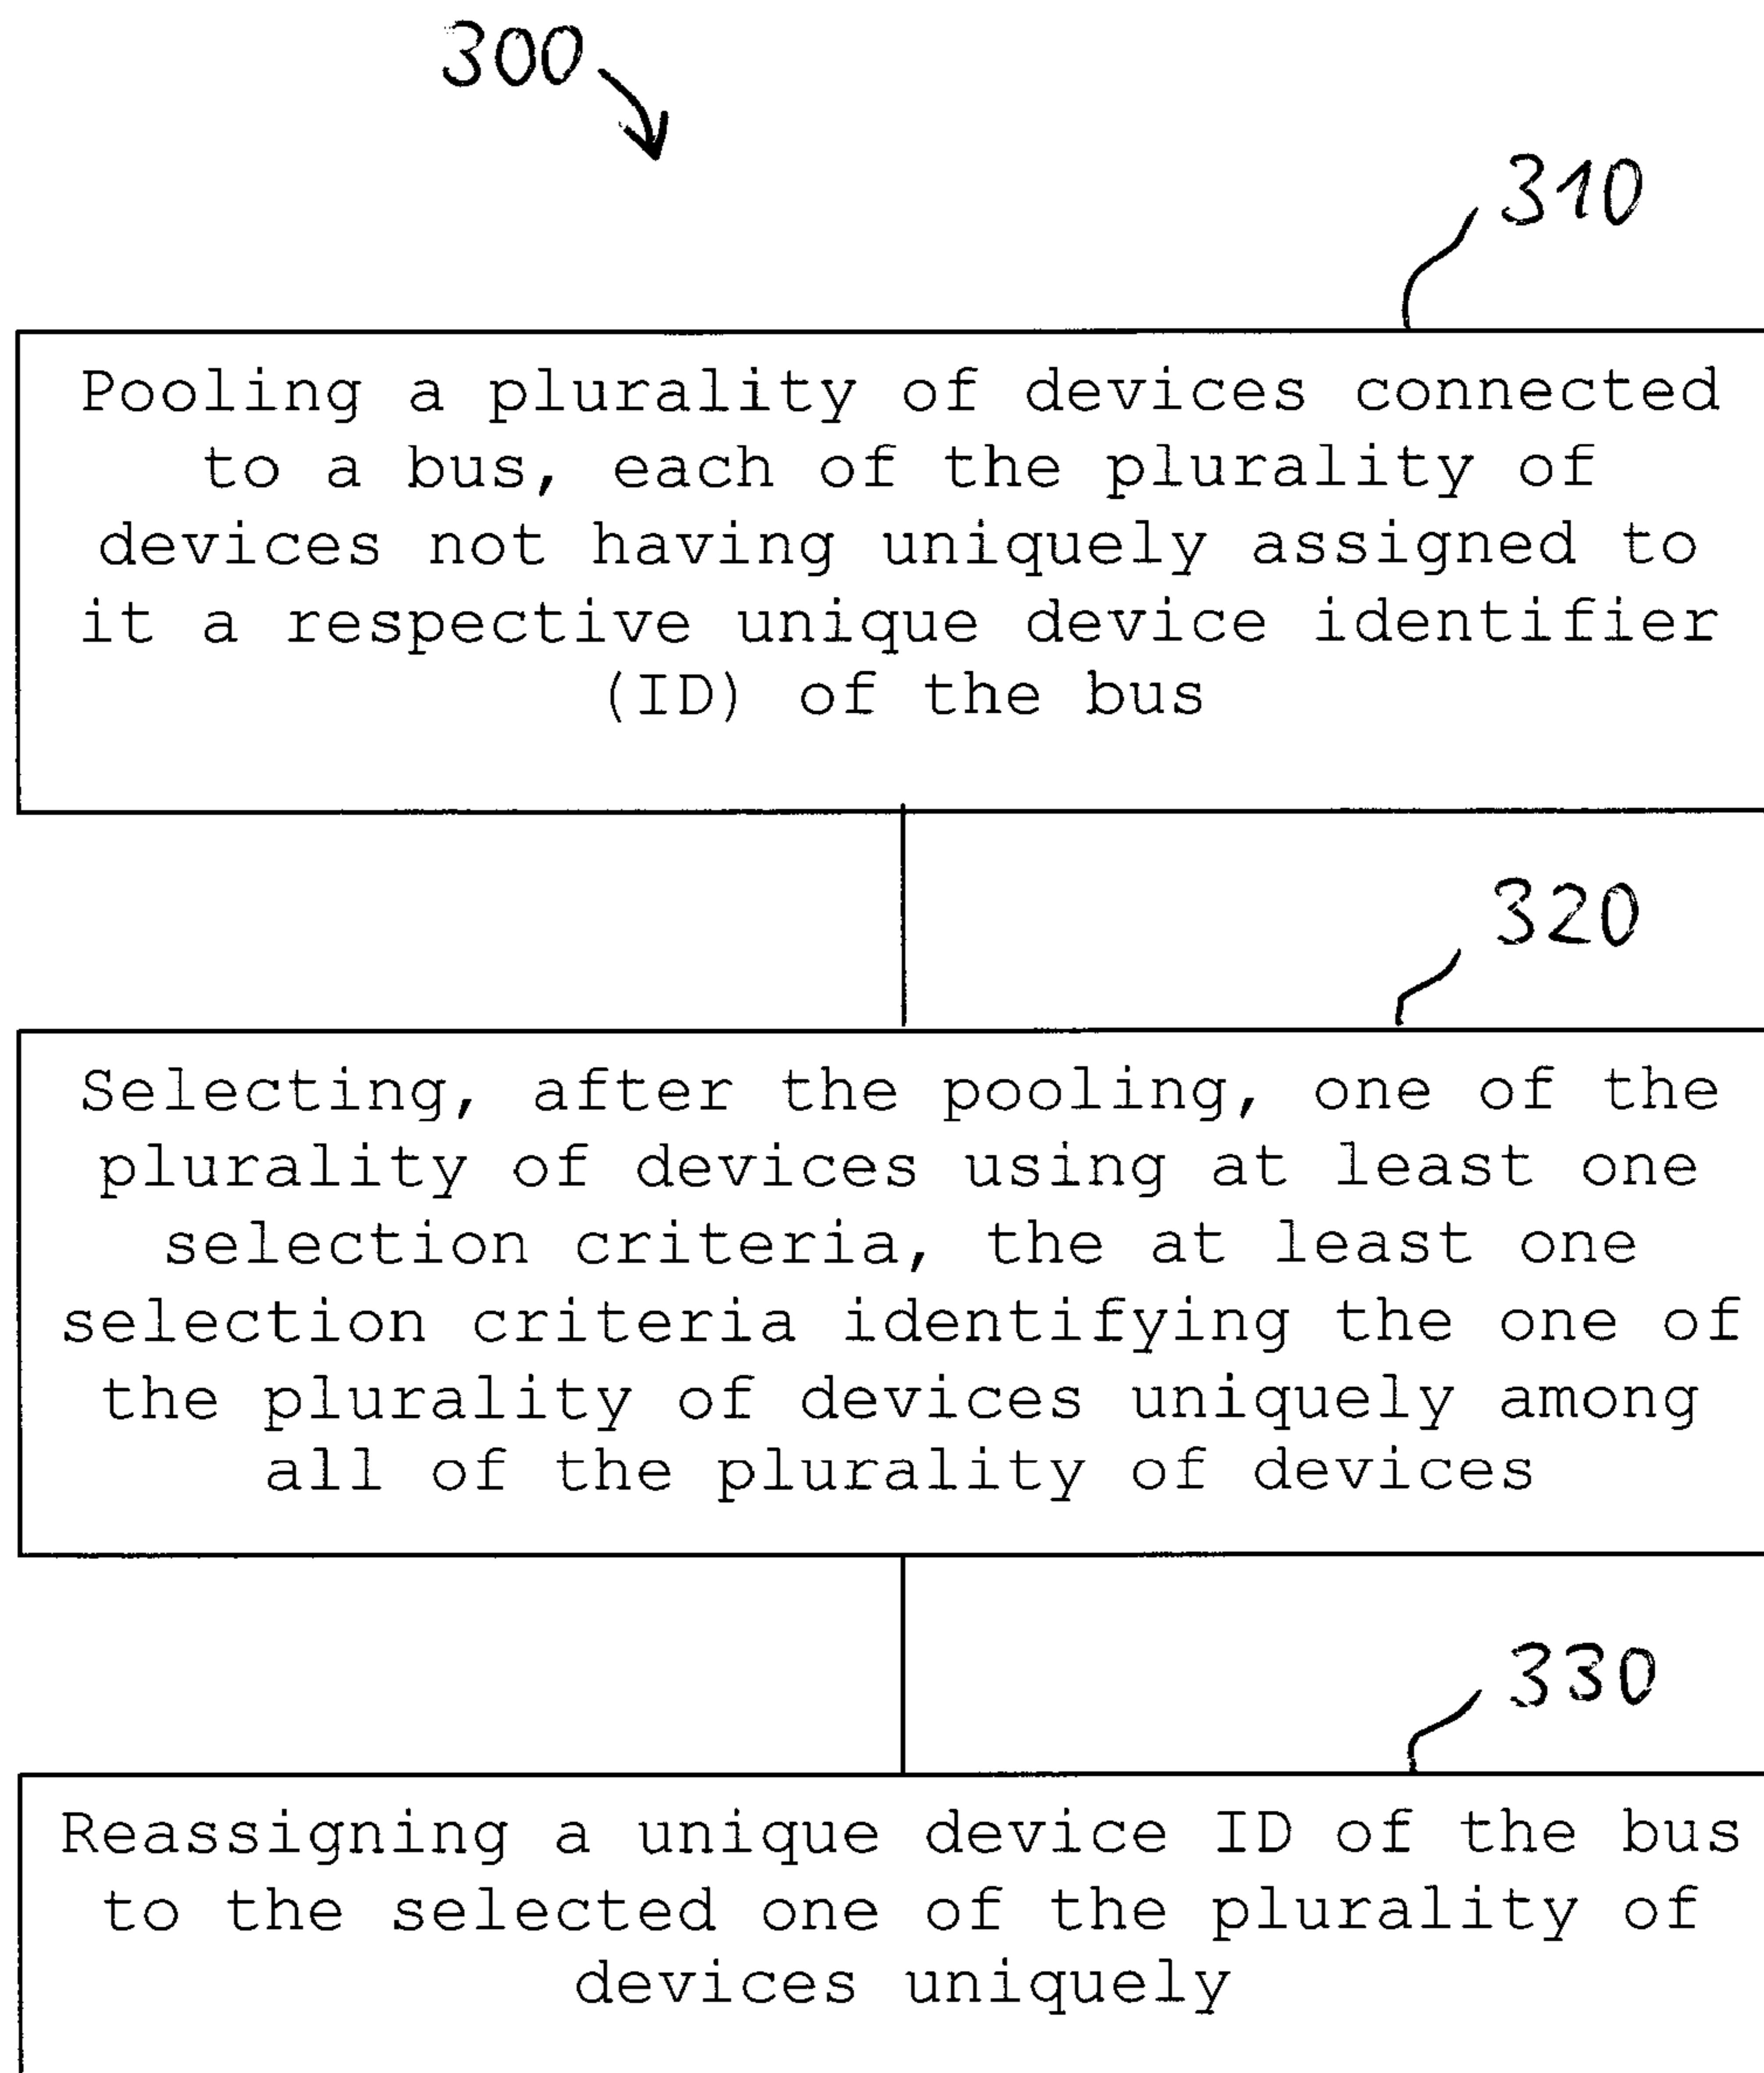 300
310
Pooling a plurality of devices connected
to a bus, each of the plurality of
devices not having uniquely assigned to
it a respective unique device identifier
(ID) of the bus
320
Selecting, after the pooling, one of the
plurality of devices using at least one
selection criteria, the at least one
selection criteria identifying the one of
the plurality of devices uniquely among
all of the plurality of devices
330
Reassigning a unique device ID of the bus
to the selected one of the plurality of
devices uniquely